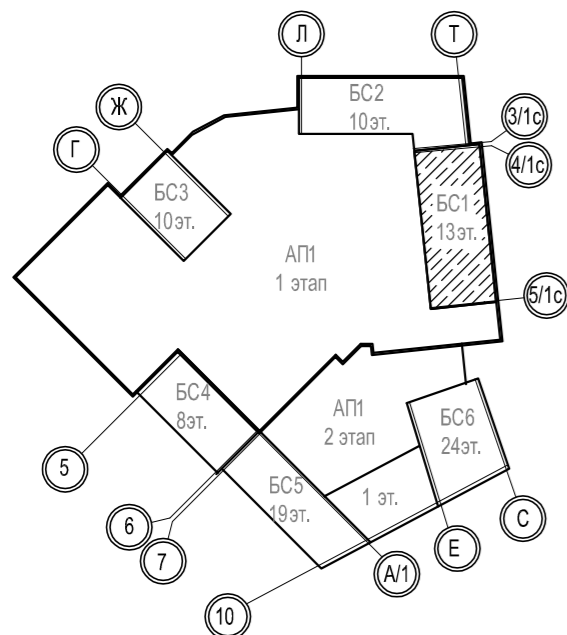 Л
Т
БС2
10эт.
3/1с
Ж
4/1с
Г
БС3
10эт.
БС1
13эт.
АП1
1 этап
5/1с
БС4
8эт.
АП1
2 этап
БС6
24эт.
5
БС5
19эт.
1 эт.
6
7
С
Е
А/1
10